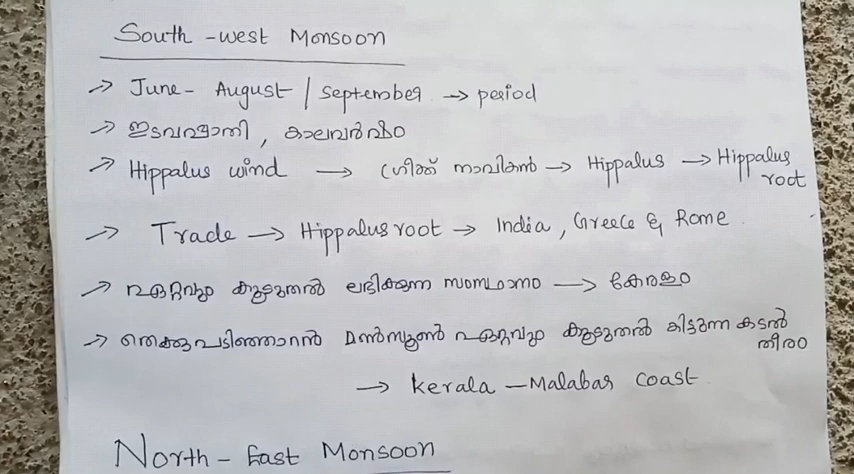 South - west Monsoon
→ June - August / September → period
→ ഇടവപ്പാതി, കാലവർഷം
→ Hippalus wind → ഗ്രീക്ക് നാവികൻ → Hippalus → Hippalus root
→ Trade → Hippalus root → India, Greece & Rome.
→ ഏറ്റവും കൂടുതൽ ലഭിക്കുന്ന സംസ്ഥാനം → കേരളം
→ തെക്കുപടിഞ്ഞാറൻ മൺസൂൺ ഏറ്റവും കൂടുതൽ കിട്ടുന്ന കടൽ തീരം
→ Kerala - Malabar coast
North - East Monsoon